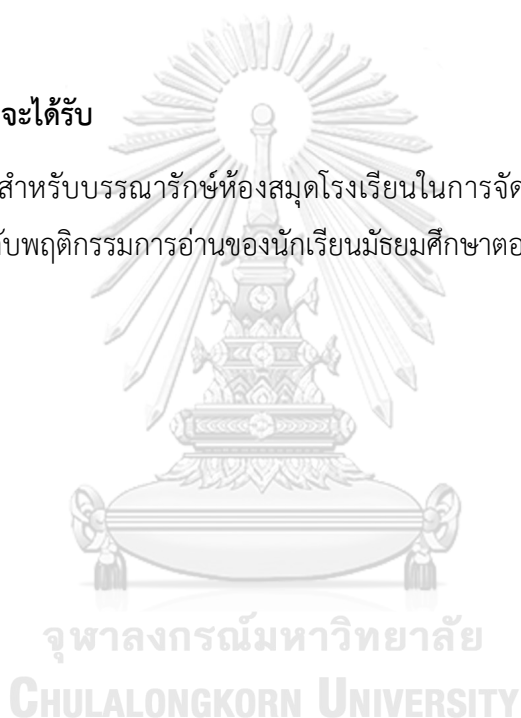 จะได้รับ
สำหรับบรรณารักษ์ห้องสมุดโรงเรียนในการจัด
ับพฤติกรรมการอ่านของนักเรียนมัธยมศึกษาตอ
จุฬาลงกรณ์มหาวิทยาลัย
CHULALONGKORN UNIVERSITY